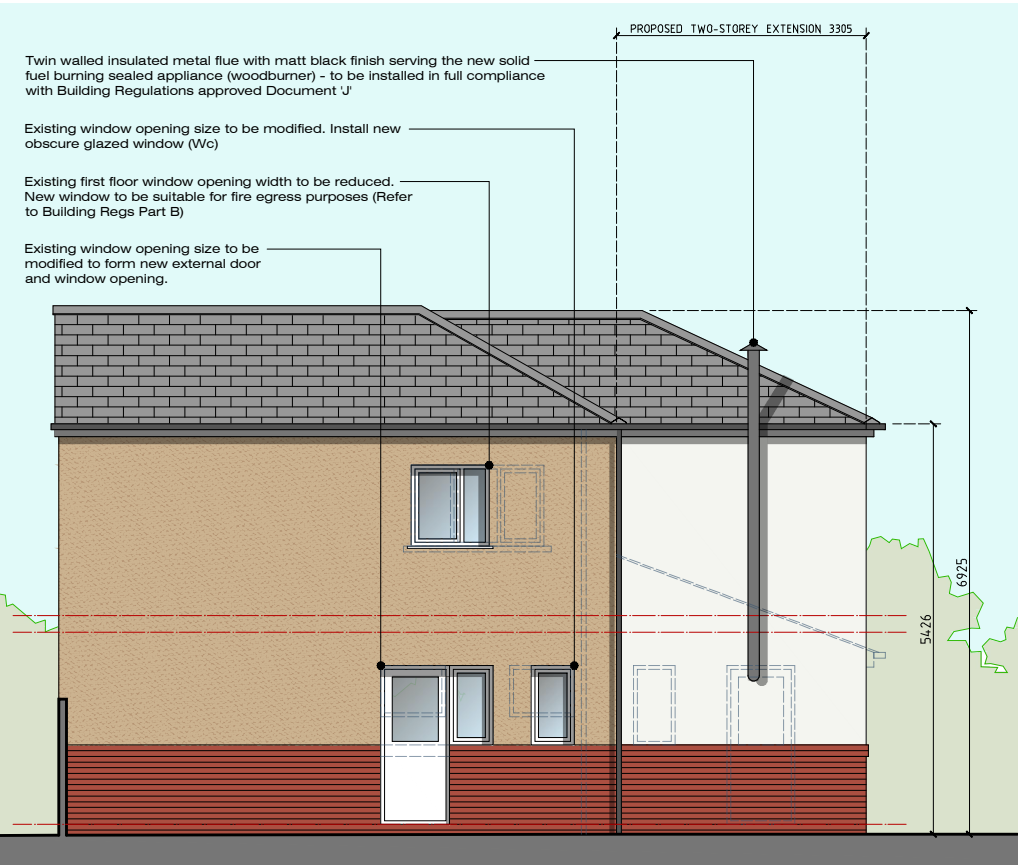 PROPOSED TWO-STOREY EXTENSION 3305
Twin walled insulated metal flue with matt black finish serving the new solid
fuel burning sealed appliance (woodburner) - to be installed in full compliance
with Building Regulations approved Document 'J'
Existing window opening size to be modified. Install new
obscure glazed window (Wc)
Existing first floor window opening width to be reduced.
New window to be suitable for fire egress purposes (Refer
to Building Regs Part B)
Existing window opening size to be
modified to form new external door
and window opening.
6925
5426